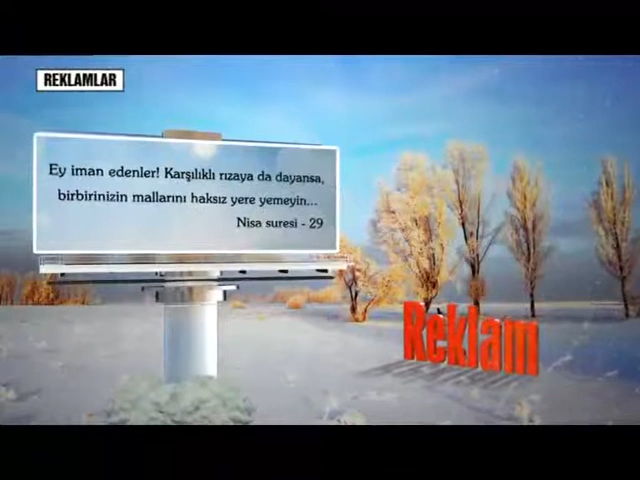 REKLAMLAR
Ey iman edenler! Karşılıklı rızaya da dayansa,
birbirinizin mallarını haksız yere yemeyin...
Nisa suresi - 29
Reklam